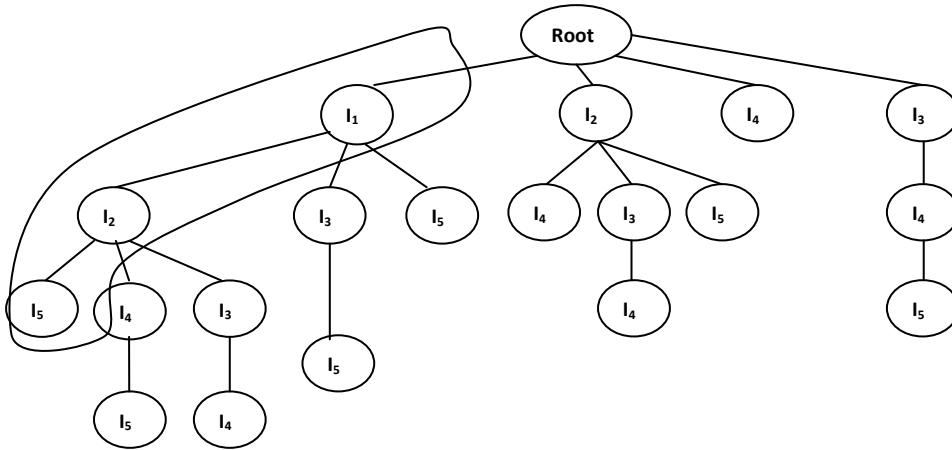 Root
I₁ I₂ I₄ I₃
I₂ I₃ I₅ I₄ I₃ I₅ I₄
I₅ I₄ I₃ I₄ I₅
I₅
I₅ I₄